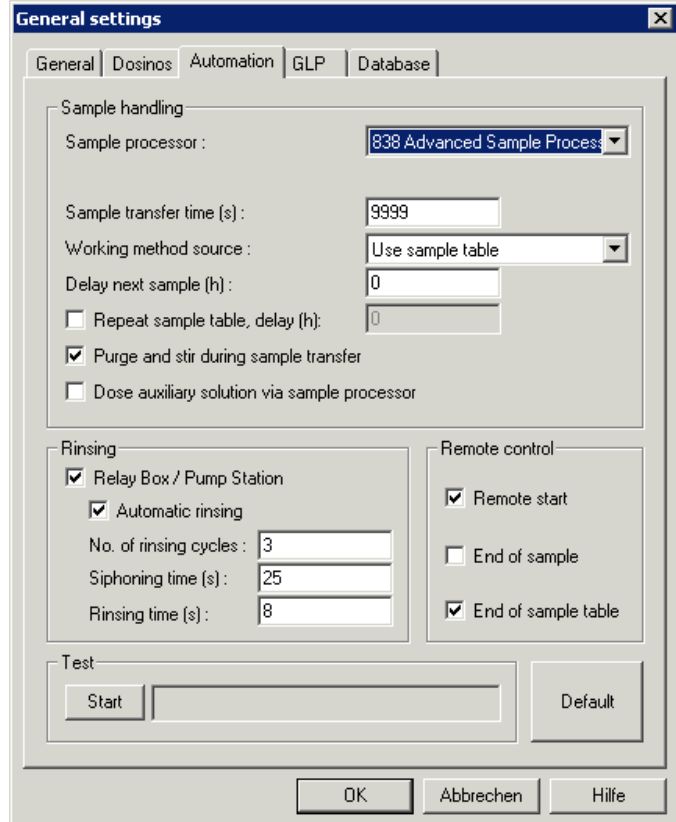 General settings
General Dosinos Automation GLP Database
Sample handling
Sample processor : 838 Advanced Sample Process
Sample transfer time (s) : 9999
Working method source : Use sample table
Delay next sample (h) : 0
Repeat sample table, delay (h): 0
Purge and stir during sample transfer
Dose auxiliary solution via sample processor
Rinsing
Relay Box / Pump Station
Automatic rinsing
No. of rinsing cycles : 3
Siphoning time (s) : 25
Rinsing time (s) : 8
Remote control
Remote start
End of sample
End of sample table
Test
Start
Default
OK Abbrechen Hilfe